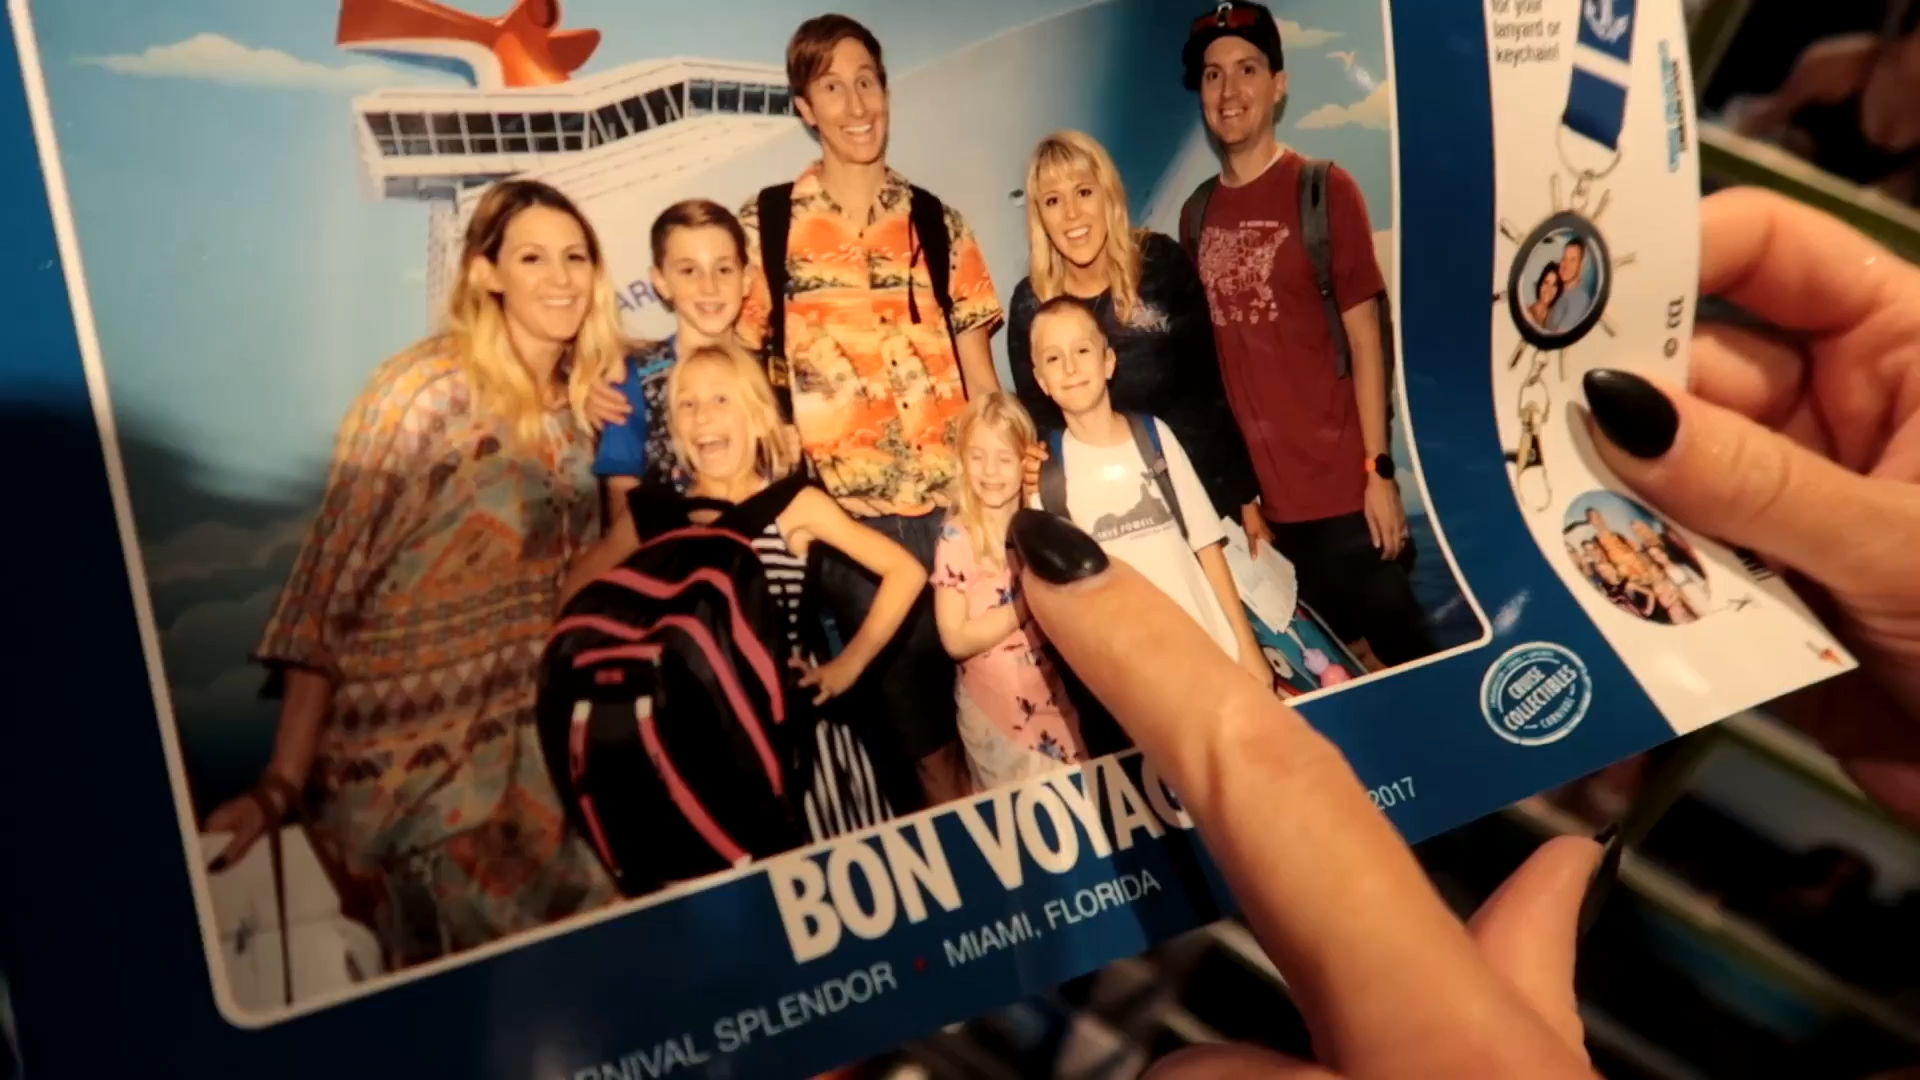 for your
lanyard or
keychain!
CRUISE
COLLECTIBLES
CARNIVAL
BON VOYAG
2017
MIAMI, FLORIDA
RNIVAL SPLENDOR